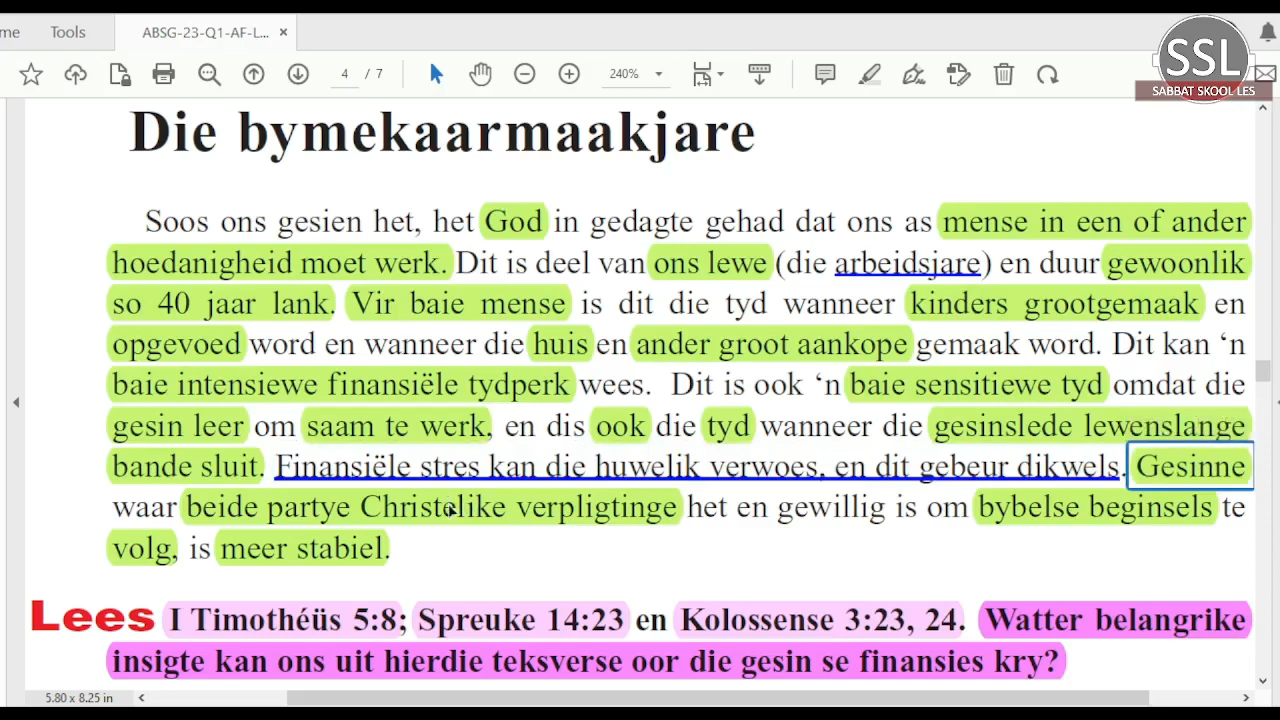 me
Tools
ABSG-23-Q1-AF-L... ×
SSL
SABBAT SKOOL LES
4 / 7
240%
Die bymekaarmaakjare
Soos ons gesien het, het God in gedagte gehad dat ons as mense in een of ander
hoedanigheid moet werk. Dit is deel van ons lewe (die arbeidsjare) en duur gewoonlik
so 40 jaar lank. Vir baie mense is dit die tyd wanneer kinders grootgemaak en
opgevoed word en wanneer die huis en ander groot aankope gemaak word. Dit kan ‘n
baie intensiewe finansiële tydperk wees. Dit is ook ‘n baie sensitiewe tyd omdat die
gesin leer om saam te werk, en dis ook die tyd wanneer die gesinslede lewenslange
bande sluit. Finansiële stres kan die huwelik verwoes, en dit gebeur dikwels. Gesinne
waar beide partye Christelike verpligtinge het en gewillig is om bybelse beginsels te
volg, is meer stabiel.
Lees I Timothéüs 5:8; Spreuke 14:23 en Kolossense 3:23, 24. Watter belangrike
insigte kan ons uit hierdie teksverse oor die gesin se finansies kry?
5.80 x 8.25 in